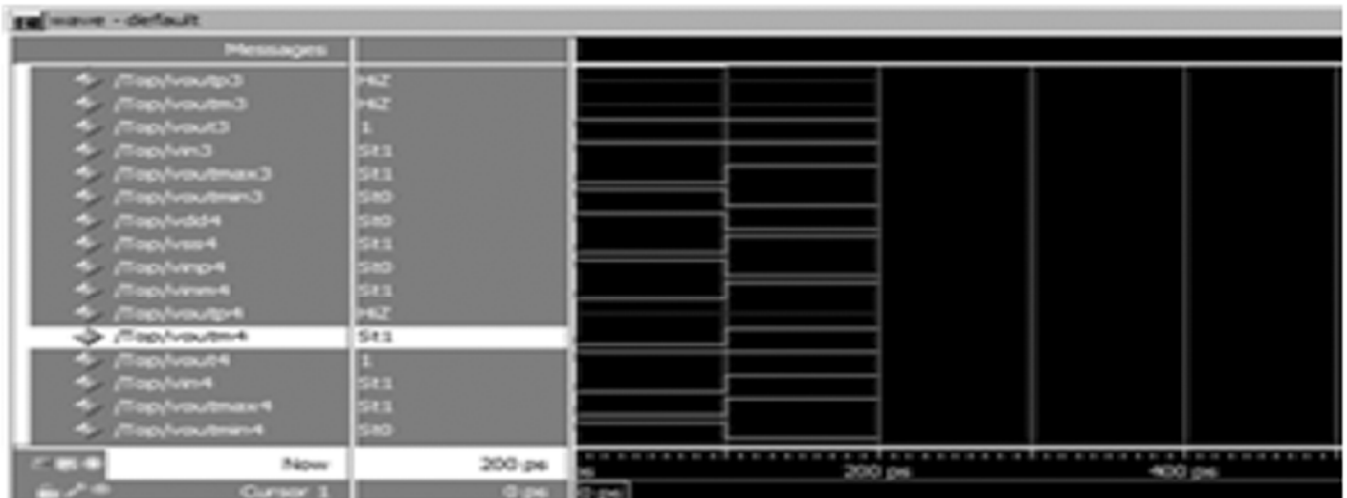 wave - default
Messages
/Top/voutp3 HiZ
/Top/voutm3 HiZ
/Top/vout3 1
/Top/vin3 St1
/Top/voutmax3 St1
/Top/voutmin3 St0
/Top/vdd4 St0
/Top/vss4 St1
/Top/vinp4 St0
/Top/vinm4 St1
/Top/voutp4 HiZ
/Top/voutm4 St1
/Top/vout4 1
/Top/vin4 St1
/Top/voutmax4 St1
/Top/voutmin4 St0
Now 200 ps 200 ps 400 ps
Cursor 1 0 ps 0 ps